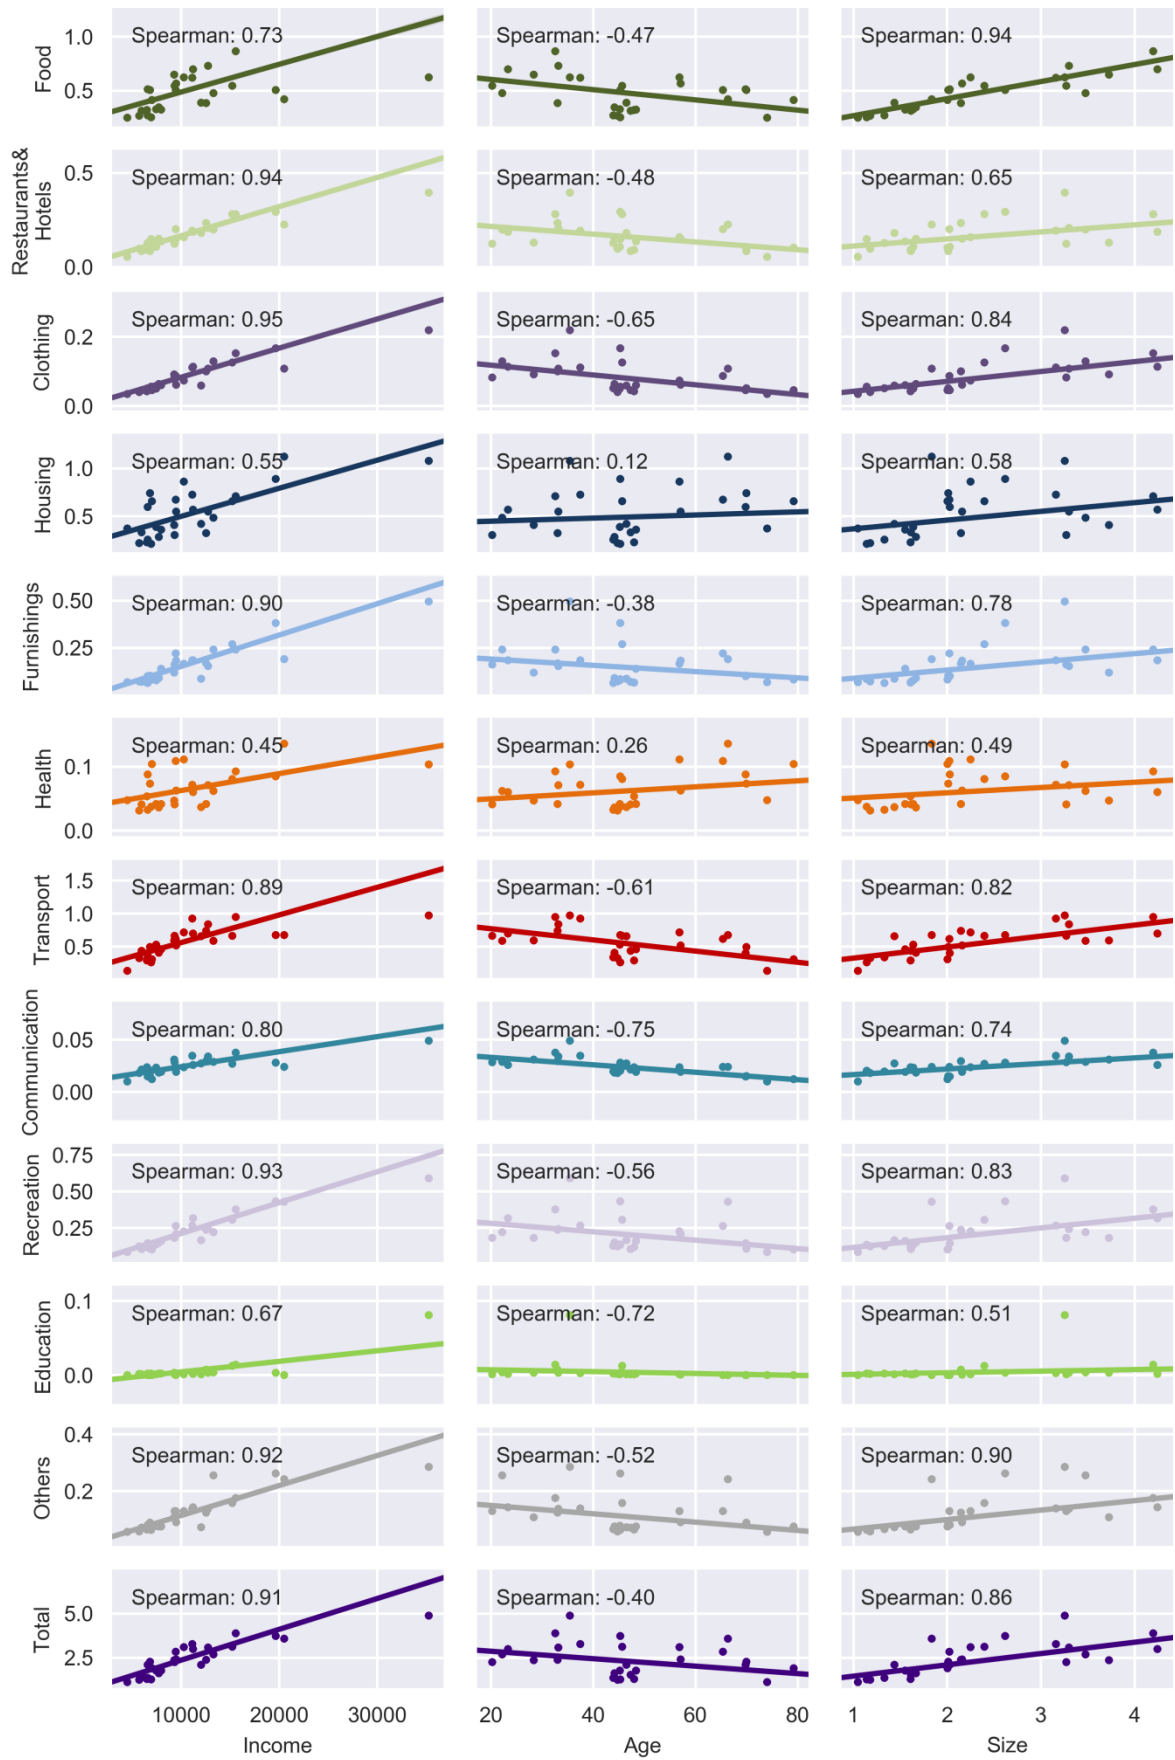 Food
1.0
0.5
Spearman: 0.73
Spearman: -0.47
Spearman: 0.94
Restaurants&
Hotels
0.5
0.0
Spearman: 0.94
Spearman: -0.48
Spearman: 0.65
Clothing
0.2
0.0
Spearman: 0.95
Spearman: -0.65
Spearman: 0.84
Housing
1.0
0.5
Spearman: 0.55
Spearman: 0.12
Spearman: 0.58
Furnishings
0.50
0.25
Spearman: 0.90
Spearman: -0.38
Spearman: 0.78
Health
0.1
0.0
Spearman: 0.45
Spearman: 0.26
Spearman: 0.49
Transport
1.5
1.0
0.5
Spearman: 0.89
Spearman: -0.61
Spearman: 0.82
Communication
0.05
0.00
Spearman: 0.80
Spearman: -0.75
Spearman: 0.74
Recreation
0.75
0.50
0.25
Spearman: 0.93
Spearman: -0.56
Spearman: 0.83
Education
0.1
0.0
Spearman: 0.67
Spearman: -0.72
Spearman: 0.51
Others
0.4
0.2
Spearman: 0.92
Spearman: -0.52
Spearman: 0.90
Total
5.0
2.5
Spearman: 0.91
Spearman: -0.40
Spearman: 0.86
10000 20000 30000
20 40 60 80
1 2 3 4
Income
Age
Size